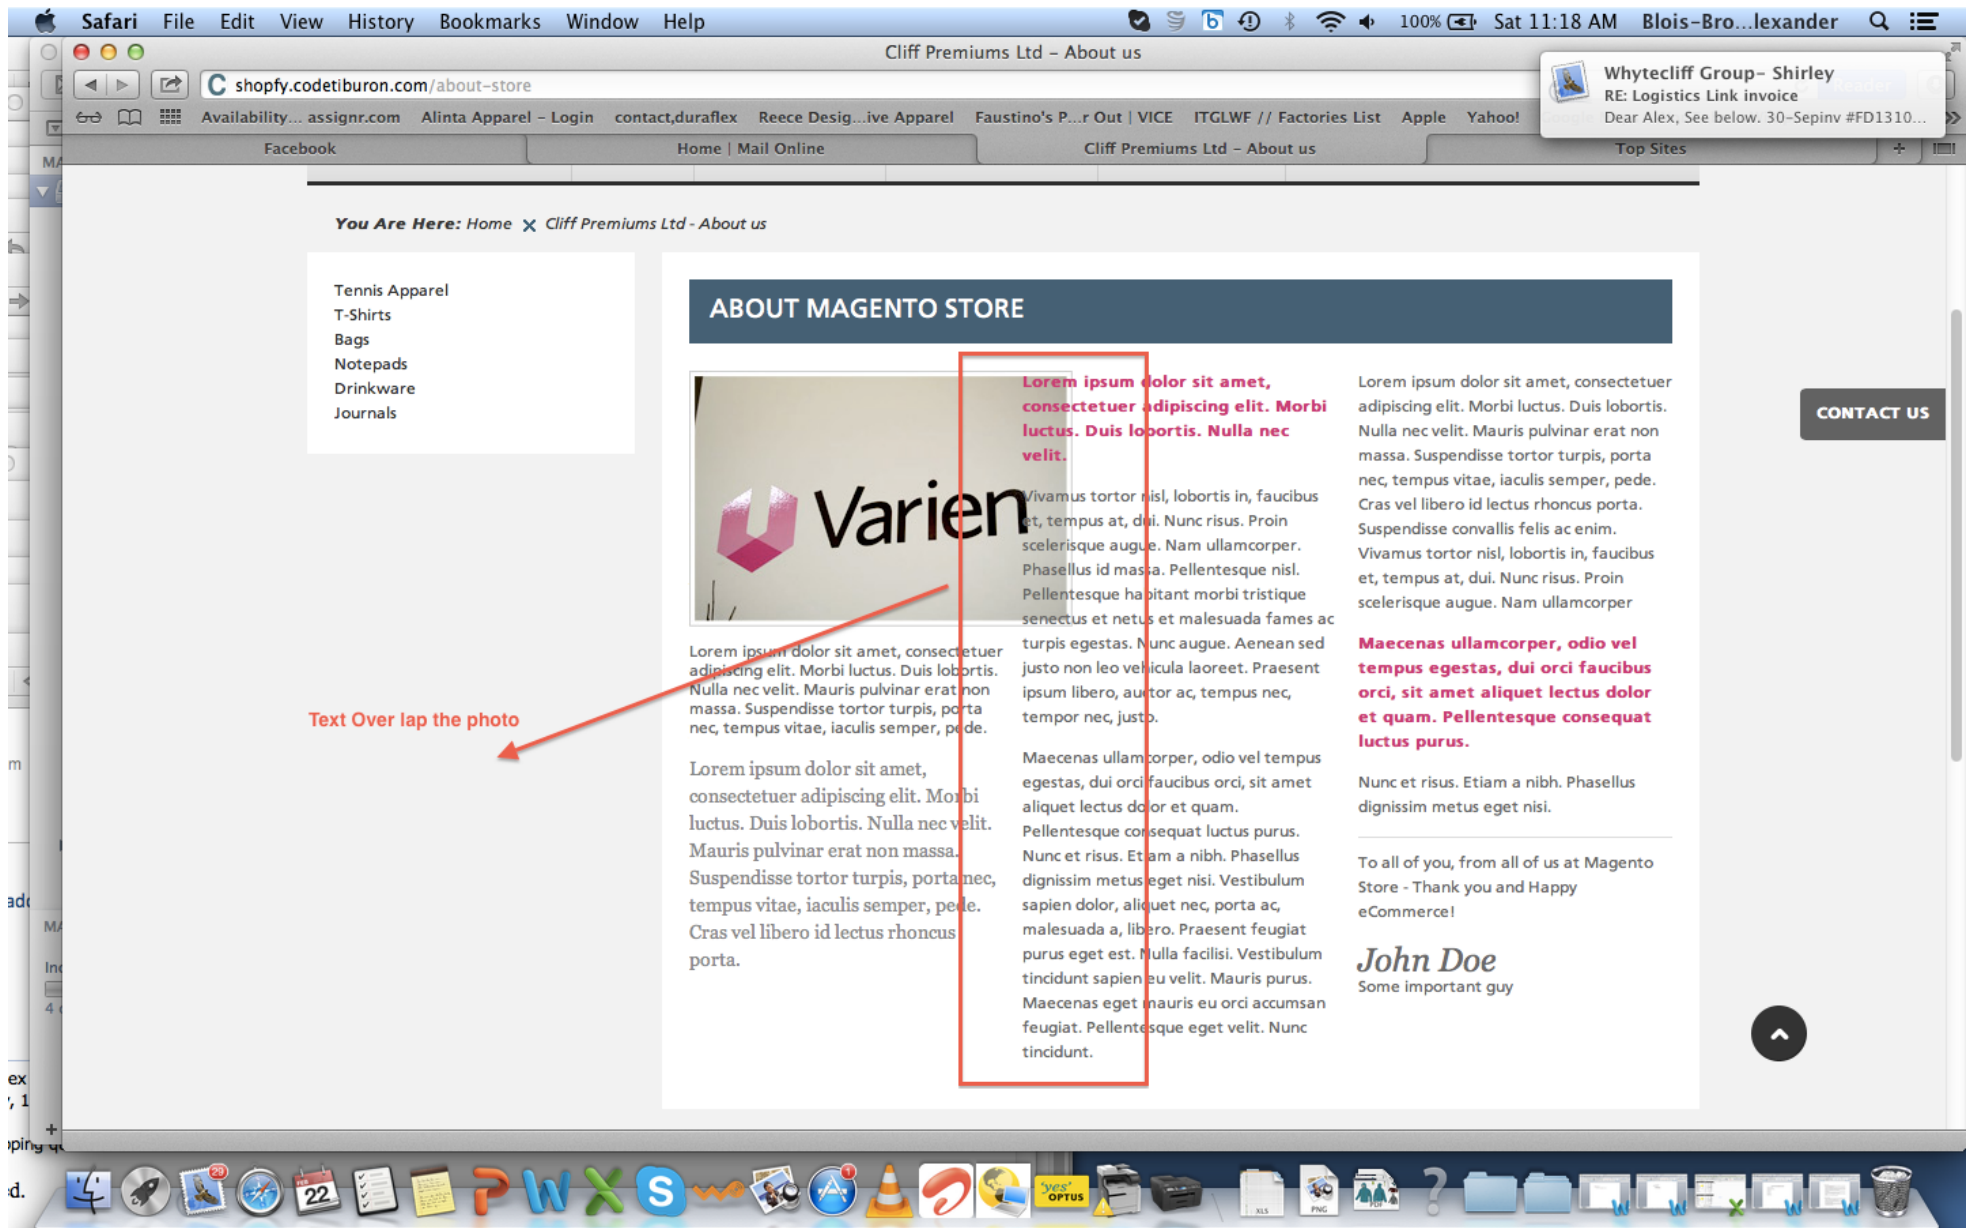 Safari File Edit View History Bookmarks Window Help
100% Sat 11:18 AM Blois-Bro...lexander
Cliff Premiums Ltd – About us
shopfy.codetiburon.com/about-store
Reader
Whytecliff Group– Shirley
RE: Logistics Link invoice
Dear Alex, See below. 30-Sepinv #FD1310...
Availability... assignr.com Alinta Apparel – Login contact,duraflex Reece Desig...ive Apparel Faustino's P...r Out | VICE ITGLWF // Factories List Apple Yahoo!
Facebook Home | Mail Online Cliff Premiums Ltd – About us Top Sites
You Are Here: Home Cliff Premiums Ltd - About us
Tennis Apparel
T-Shirts
Bags
Notepads
Drinkware
Journals
ABOUT MAGENTO STORE
Varien
Lorem ipsum dolor sit amet, consectetuer
adipiscing elit. Morbi luctus. Duis lobortis.
Nulla nec velit. Mauris pulvinar erat non
massa. Suspendisse tortor turpis, porta
nec, tempus vitae, iaculis semper, pede.
Lorem ipsum dolor sit amet,
consectetuer adipiscing elit. Morbi
luctus. Duis lobortis. Nulla nec velit.
Mauris pulvinar erat non massa.
Suspendisse tortor turpis, porta nec,
tempus vitae, iaculis semper, pede.
Cras vel libero id lectus rhoncus
porta.
Lorem ipsum dolor sit amet,
consectetuer adipiscing elit. Morbi
luctus. Duis lobortis. Nulla nec
velit.
Vivamus tortor nisl, lobortis in, faucibus
et, tempus at, dui. Nunc risus. Proin
scelerisque augue. Nam ullamcorper.
Phasellus id massa. Pellentesque nisl.
Pellentesque habitant morbi tristique
senectus et netus et malesuada fames ac
turpis egestas. Nunc augue. Aenean sed
justo non leo vehicula laoreet. Praesent
ipsum libero, auctor ac, tempus nec,
tempor nec, justo.
Maecenas ullamcorper, odio vel tempus
egestas, dui orci faucibus orci, sit amet
aliquet lectus dolor et quam.
Pellentesque consequat luctus purus.
Nunc et risus. Etiam a nibh. Phasellus
dignissim metus eget nisi. Vestibulum
sapien dolor, aliquet nec, porta ac,
malesuada a, libero. Praesent feugiat
purus eget est. Nulla facilisi. Vestibulum
tincidunt sapien eu velit. Mauris purus.
Maecenas eget mauris eu orci accumsan
feugiat. Pellentesque eget velit. Nunc
tincidunt.
Lorem ipsum dolor sit amet, consectetuer
adipiscing elit. Morbi luctus. Duis lobortis.
Nulla nec velit. Mauris pulvinar erat non
massa. Suspendisse tortor turpis, porta
nec, tempus vitae, iaculis semper, pede.
Cras vel libero id lectus rhoncus porta.
Suspendisse convallis felis ac enim.
Vivamus tortor nisl, lobortis in, faucibus
et, tempus at, dui. Nunc risus. Proin
scelerisque augue. Nam ullamcorper
Maecenas ullamcorper, odio vel
tempus egestas, dui orci faucibus
orci, sit amet aliquet lectus dolor
et quam. Pellentesque consequat
luctus purus.
Nunc et risus. Etiam a nibh. Phasellus
dignissim metus eget nisi.
To all of you, from all of us at Magento
Store - Thank you and Happy
eCommerce!
John Doe
Some important guy
CONTACT US
Text Over lap the photo
29
FEB
22
1
'yes'
OPTUS
XLS
PNG
PDF